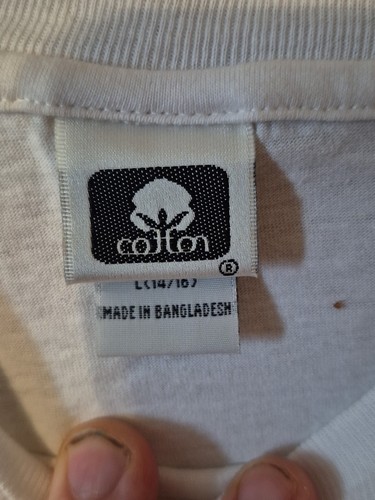 cotton
®
L(14/16)
MADE IN BANGLADESH